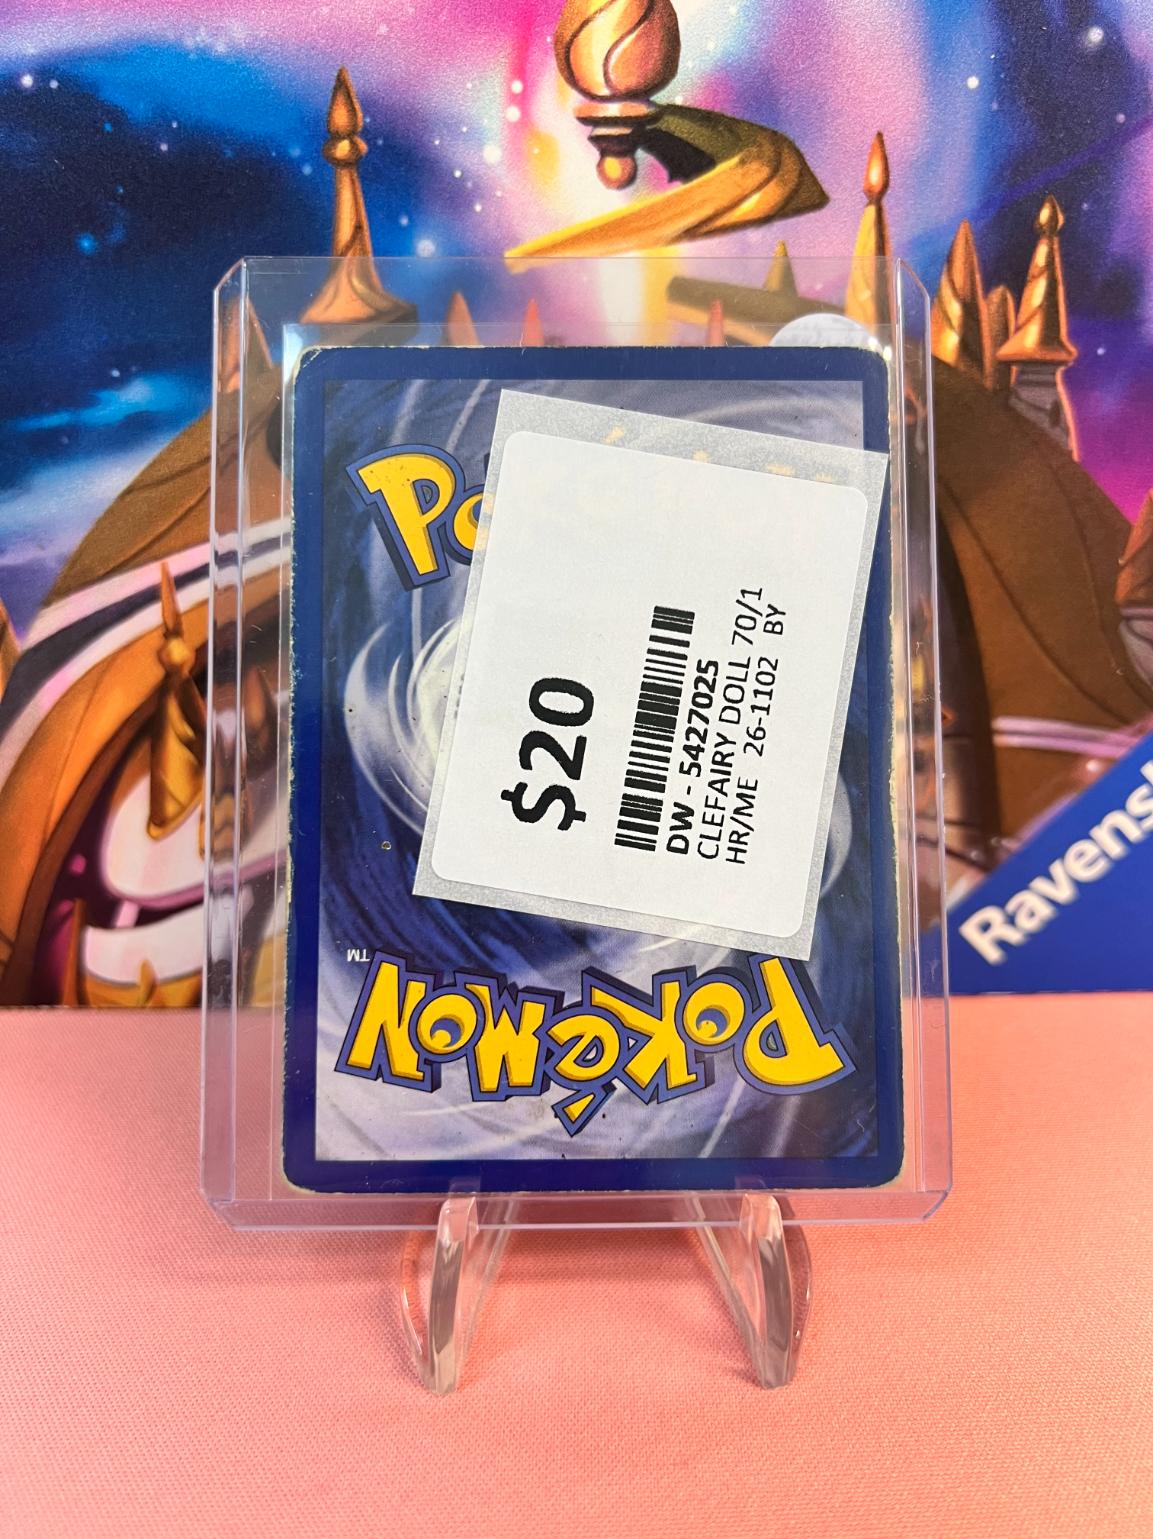 Po
$20
DW - 5427025
CLEFAIRY DOLL 70/1
HR/ME 26-1102 BY
POKéMON
TM
Ravens